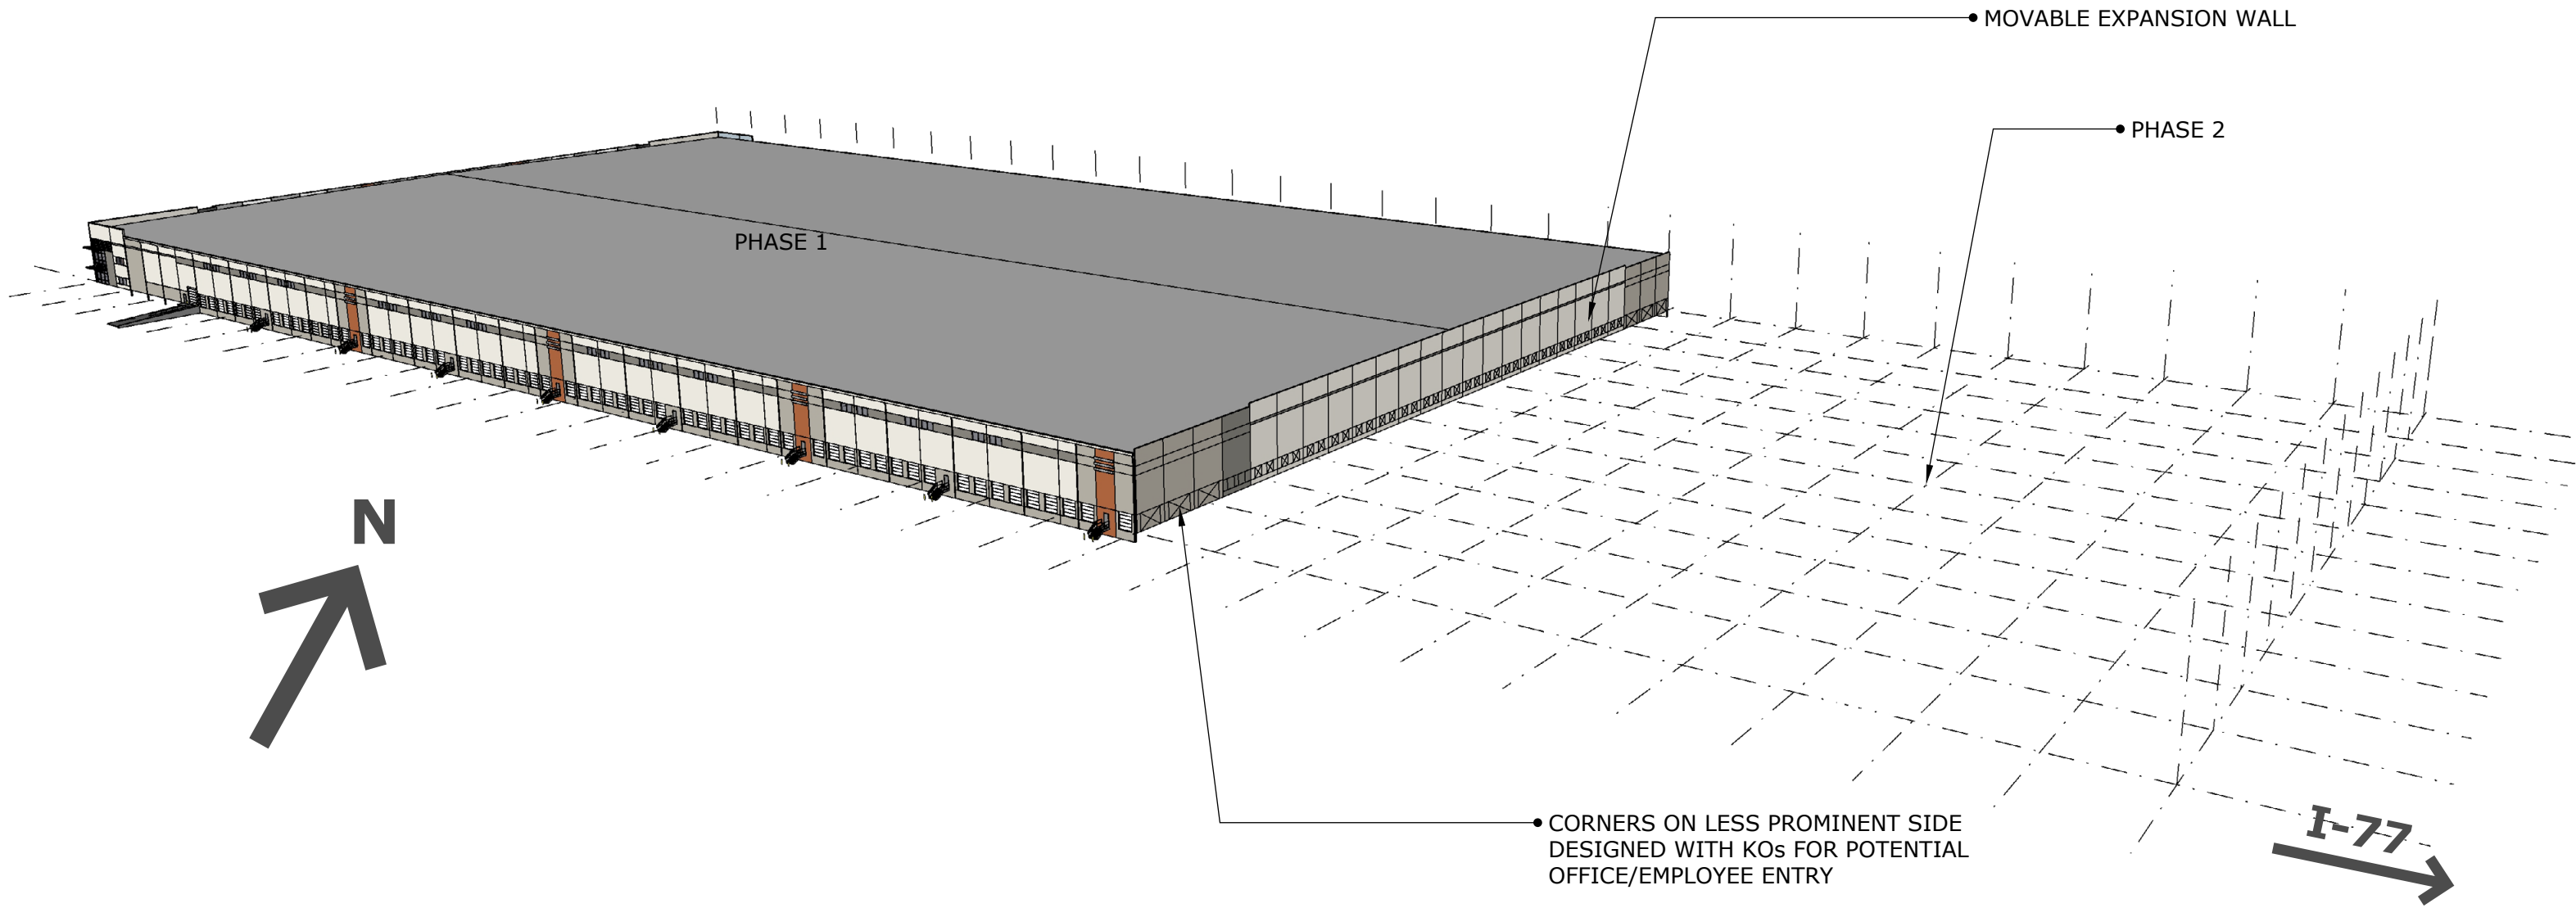 MOVABLE EXPANSION WALL
PHASE 2
PHASE 1
N
CORNERS ON LESS PROMINENT SIDE
DESIGNED WITH KOs FOR POTENTIAL
OFFICE/EMPLOYEE ENTRY
I-77